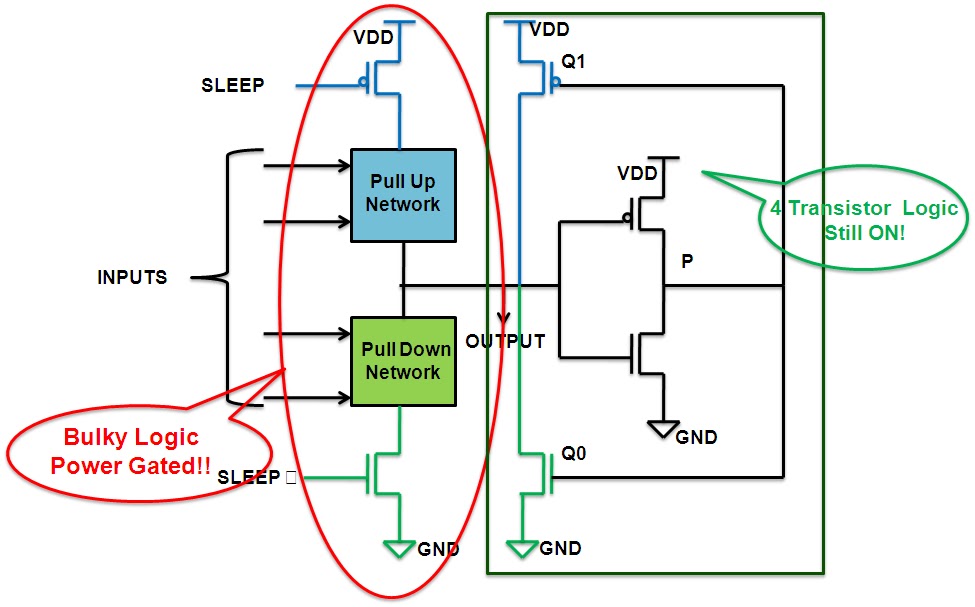 VDD
VDD
Q1
SLEEP
Pull Up
Network
VDD
4 Transistor Logic
Still ON!
P
INPUTS
OUTPUT
Pull Down
Network
Bulky Logic
Power Gated!!
GND
Q0
SLEEP
GND
GND